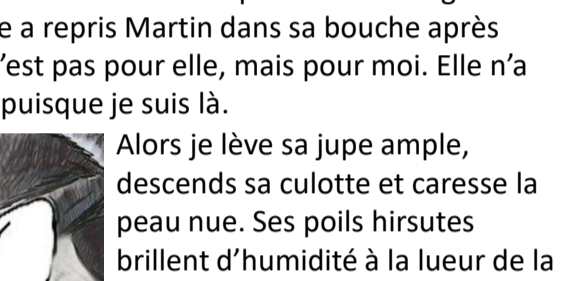 e a repris Martin dans sa bouche après
'est pas pour elle, mais pour moi. Elle n'a
puisque je suis là.
Alors je lève sa jupe ample,
descends sa culotte et caresse la
peau nue. Ses poils hirsutes
brillent d'humidité à la lueur de la